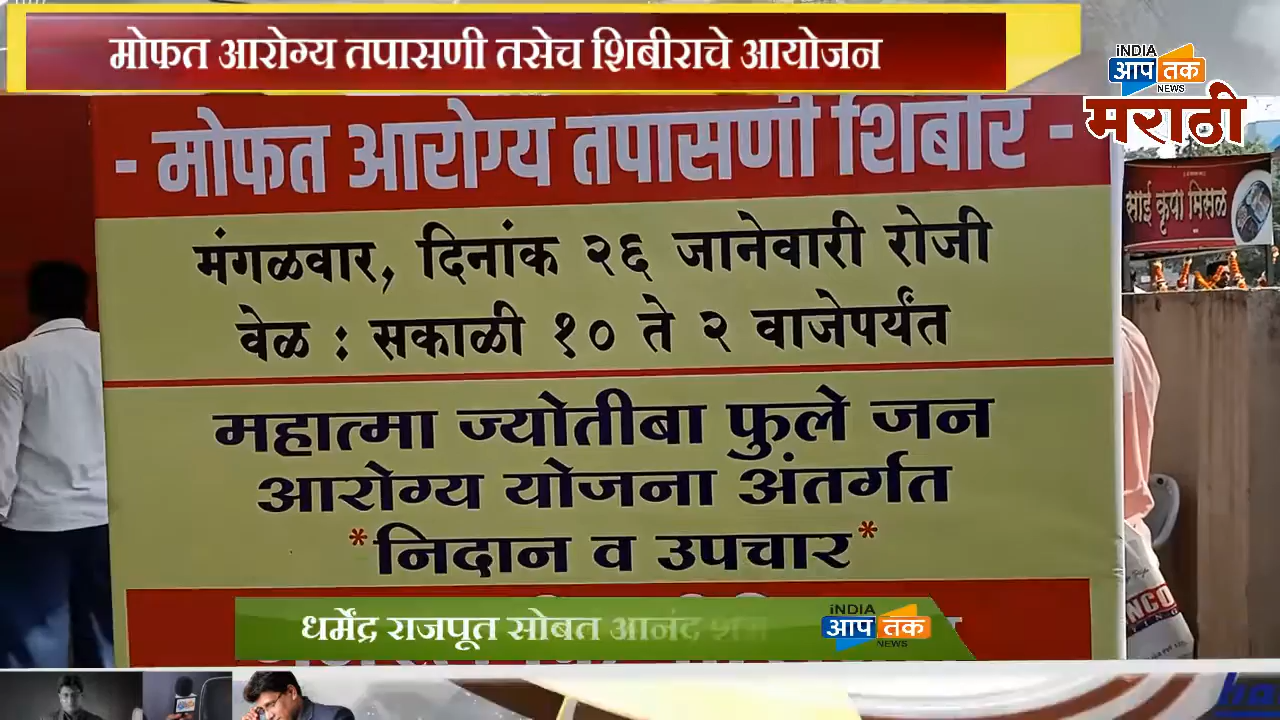 मोफत आरोग्य तपासणी तसेच शिबीराचे आयोजन
INDIA
आप तक
NEWS
मराठी
- मोफत आरोग्य तपासणी शिबीर -
साई कृपा मिसळ
मंगळवार, दिनांक २६ जानेवारी रोजी
वेळ : सकाळी १० ते २ वाजेपर्यंत
महात्मा ज्योतीबा फुले जन
आरोग्य योजना अंतर्गत
*निदान व उपचार*
धर्मेंद्र राजपूत सोबत आनंद
INDIA
आप तक
NEWS